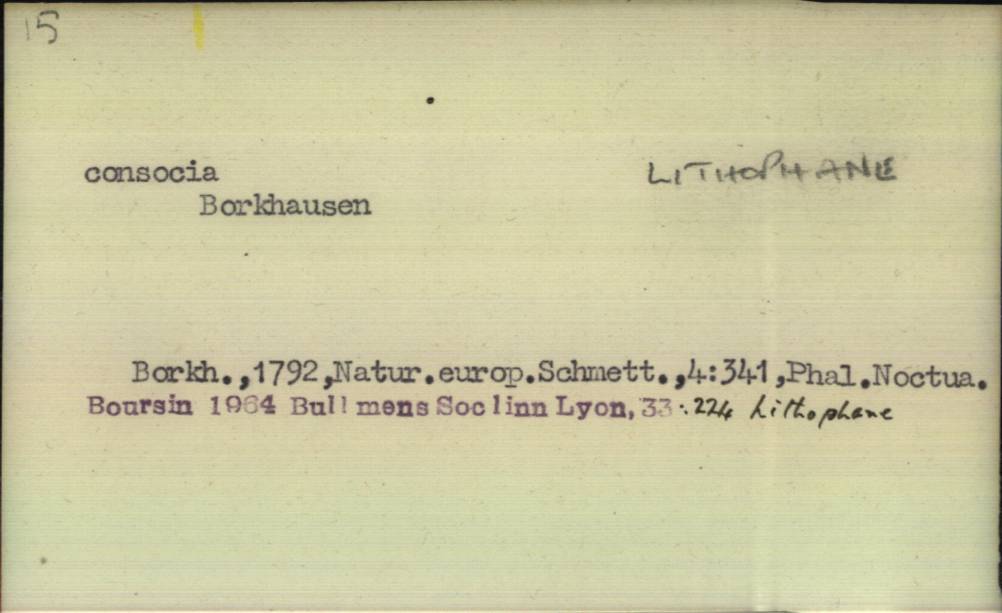 15
consocia LITHOPHANE
Borkhausen
Borkh.,1792,Natur.europ.Schmett.,4:341,Phal.Noctua.
Boursin 1964 Bull mens Soc linn Lyon, 33:224 Lithophane